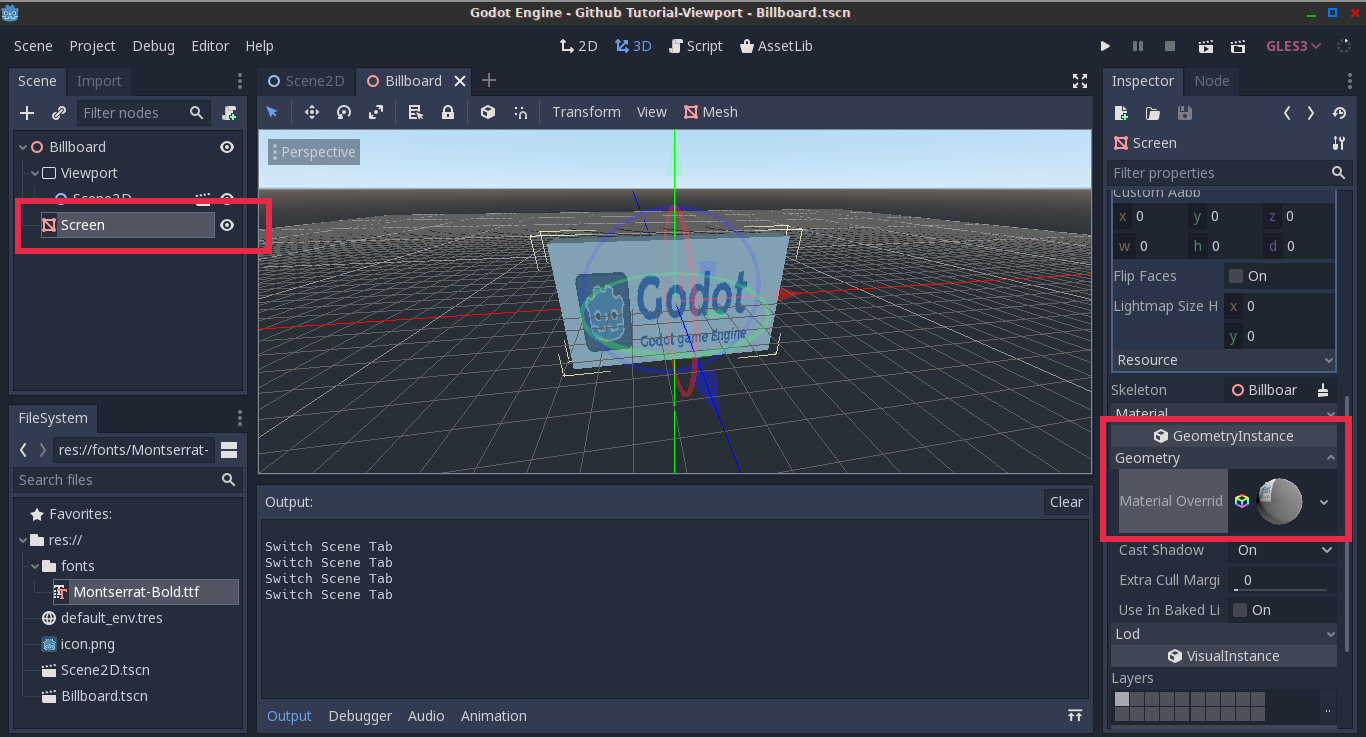 Godot Engine - Github Tutorial-Viewport - Billboard.tscn
Scene Project Debug Editor Help
2D 3D Script AssetLib
GLES3
Scene Import
Scene2D Billboard
Inspector Node
Filter nodes
Transform View Mesh
Billboard
Viewport
Scene2D
Screen
Perspective
Godot
Godot game Engine
Screen
Filter properties
Custom Aabb
x 0 y 0 z 0
w 0 h 0 d 0
Flip Faces On
Lightmap Size H x 0
y 0
Resource
Skeleton Billboar
Material
GeometryInstance
Geometry
Material Overrid
Cast Shadow On
Extra Cull Margi 0
Use In Baked Li On
Lod
VisualInstance
Layers
..
FileSystem
res://fonts/Montserrat-
Search files
Favorites:
res://
fonts
Montserrat-Bold.ttf
default_env.tres
icon.png
Scene2D.tscn
Billboard.tscn
Output: Clear
Switch Scene Tab
Switch Scene Tab
Switch Scene Tab
Switch Scene Tab
Output Debugger Audio Animation